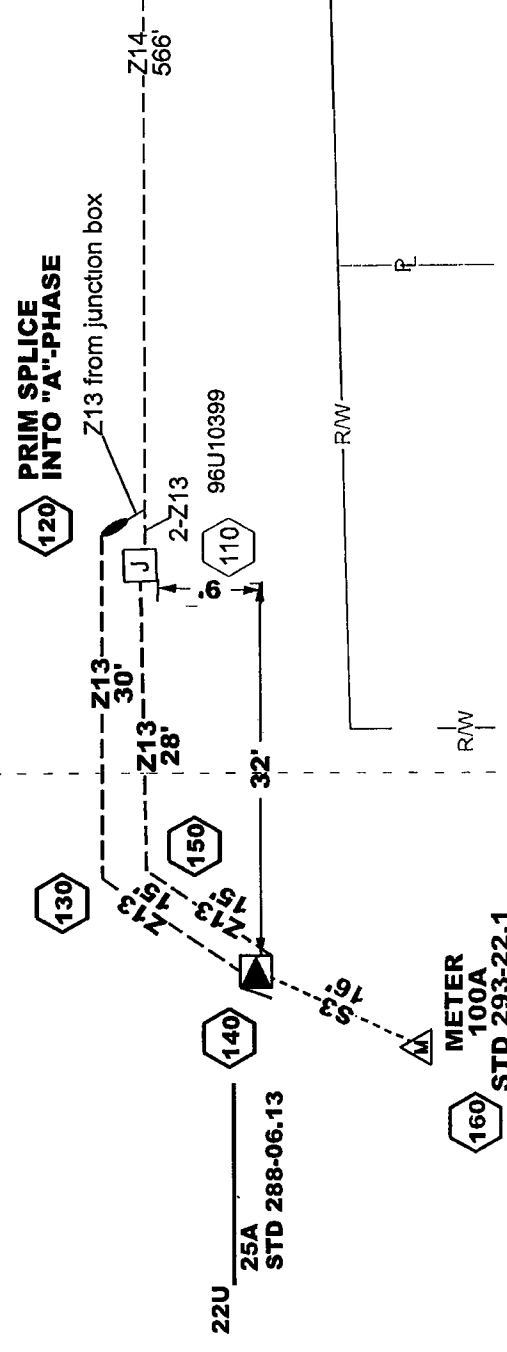 Z14
566'
PRIM SPLICE
INTO "A"-PHASE
120
Z13 from junction box
2-Z13
96U10399
110
J
6'
R/W
PL
R/W
Z13
30'
Z13
28'
32'
130
150
Z13
15'
Z13
15'
140
S3
16'
M
METER
100A
STD 293-22.1
160
22U
25A
STD 288-06.13